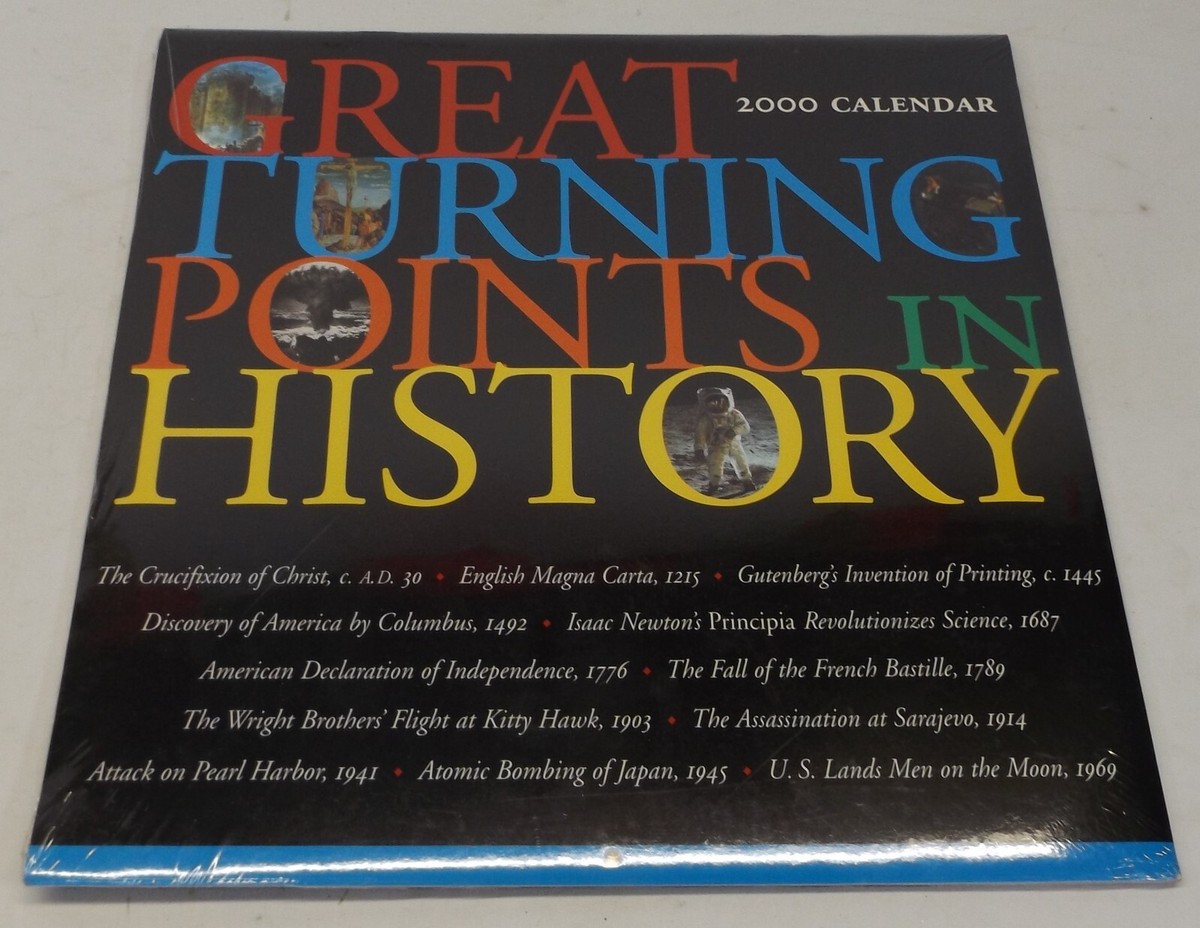 GREAT
2000 CALENDAR
TURNING
POINTS IN
HISTORY
The Crucifixion of Christ, c. A.D. 30 • English Magna Carta, 1215 • Gutenberg's Invention of Printing, c. 1445
Discovery of America by Columbus, 1492 • Isaac Newton's Principia Revolutionizes Science, 1687
American Declaration of Independence, 1776 • The Fall of the French Bastille, 1789
The Wright Brothers' Flight at Kitty Hawk, 1903 • The Assassination at Sarajevo, 1914
Attack on Pearl Harbor, 1941 • Atomic Bombing of Japan, 1945 • U. S. Lands Men on the Moon, 1969